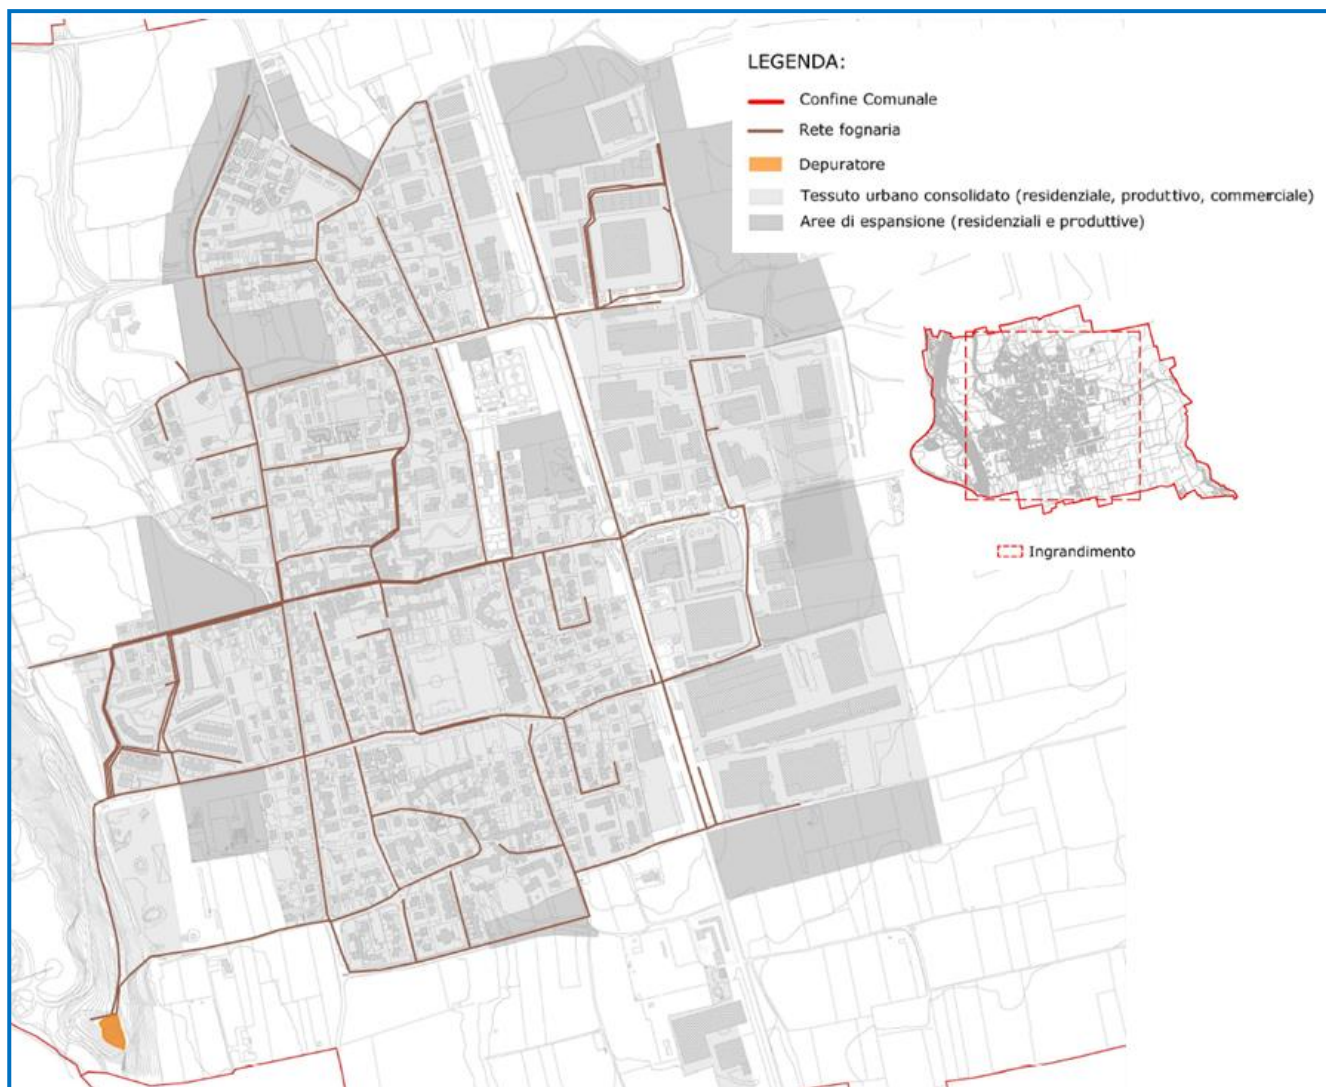 LEGENDA:
Confine Comunale
Rete fognaria
Depuratore
Tessuto urbano consolidato (residenziale, produttivo, commerciale)
Aree di espansione (residenziali e produttive)
Ingrandimento